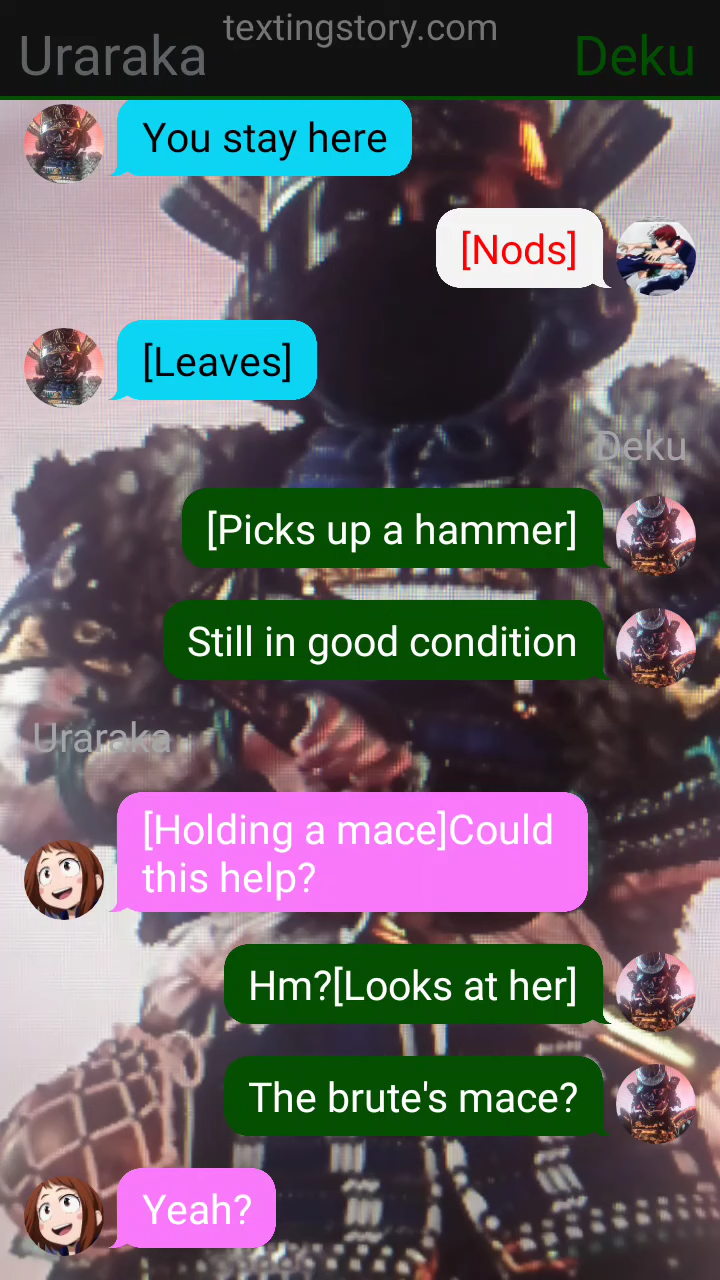 textingstory.com
Uraraka
Deku
You stay here
[Nods]
[Leaves]
Deku
[Picks up a hammer]
Still in good condition
Uraraka
[Holding a mace]Could
this help?
Hm?[Looks at her]
The brute's mace?
Yeah?